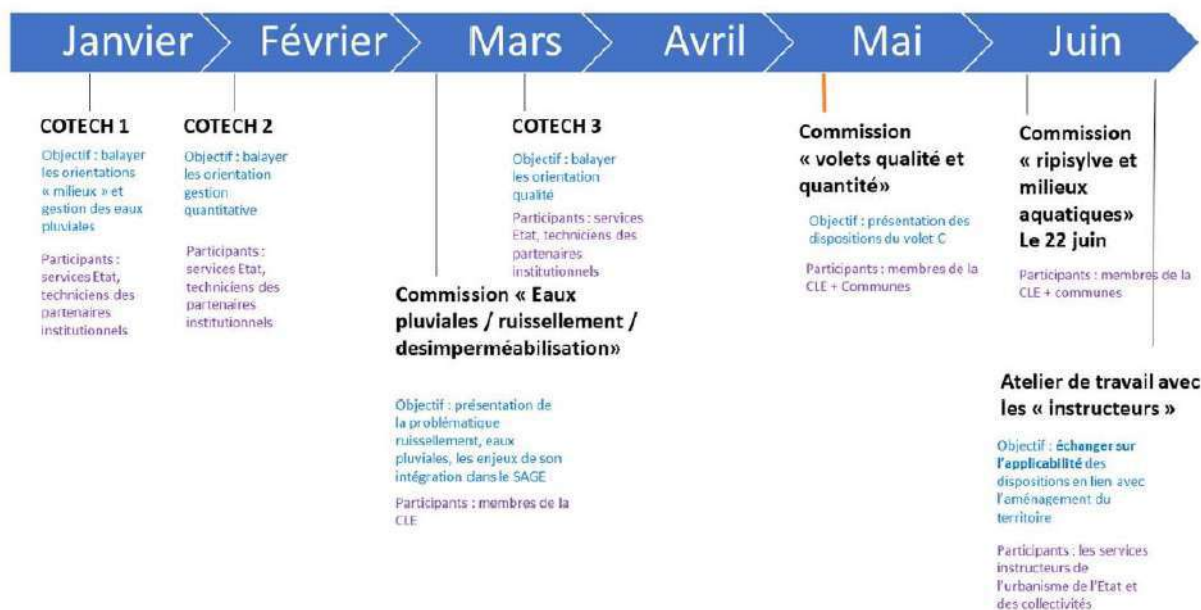 Janvier
Février
Mars
Avril
Mai
Juin
COTECH 1
Objectif : balayer
les orientations
« milieux » et
gestion des eaux
pluviales
Participants :
services Etat,
techniciens des
partenaires
institutionnels
COTECH 2
Objectif : balayer
les orientation
gestion
quantitative
Participants :
services Etat,
techniciens des
partenaires
institutionnels
Commission « Eaux
pluviales / ruissellement /
desimperméabilisation»
Objectif : présentation de
la problématique
ruissellement, eaux
pluviales, les enjeux de son
intégration dans le SAGE
Participants : membres de la
CLE
COTECH 3
Objectif : balayer
les orientation
qualité
Participants : services
Etat, techniciens des
partenaires
institutionnels
Commission
« volets qualité et
quantité»
Objectif : présentation des
dispositions du volet C
Participants : membres de la
CLE + Communes
Commission
« ripisylve et
milieux
aquatiques»
Le 22 juin
Participants : membres de la
CLE + communes
Atelier de travail avec
les « instructeurs »
Objectif : échanger sur
l'applicabilité des
dispositions en lien avec
l'aménagement du
territoire
Participants : les services
instructeurs de
l'urbanisme de l'Etat et
des collectivités